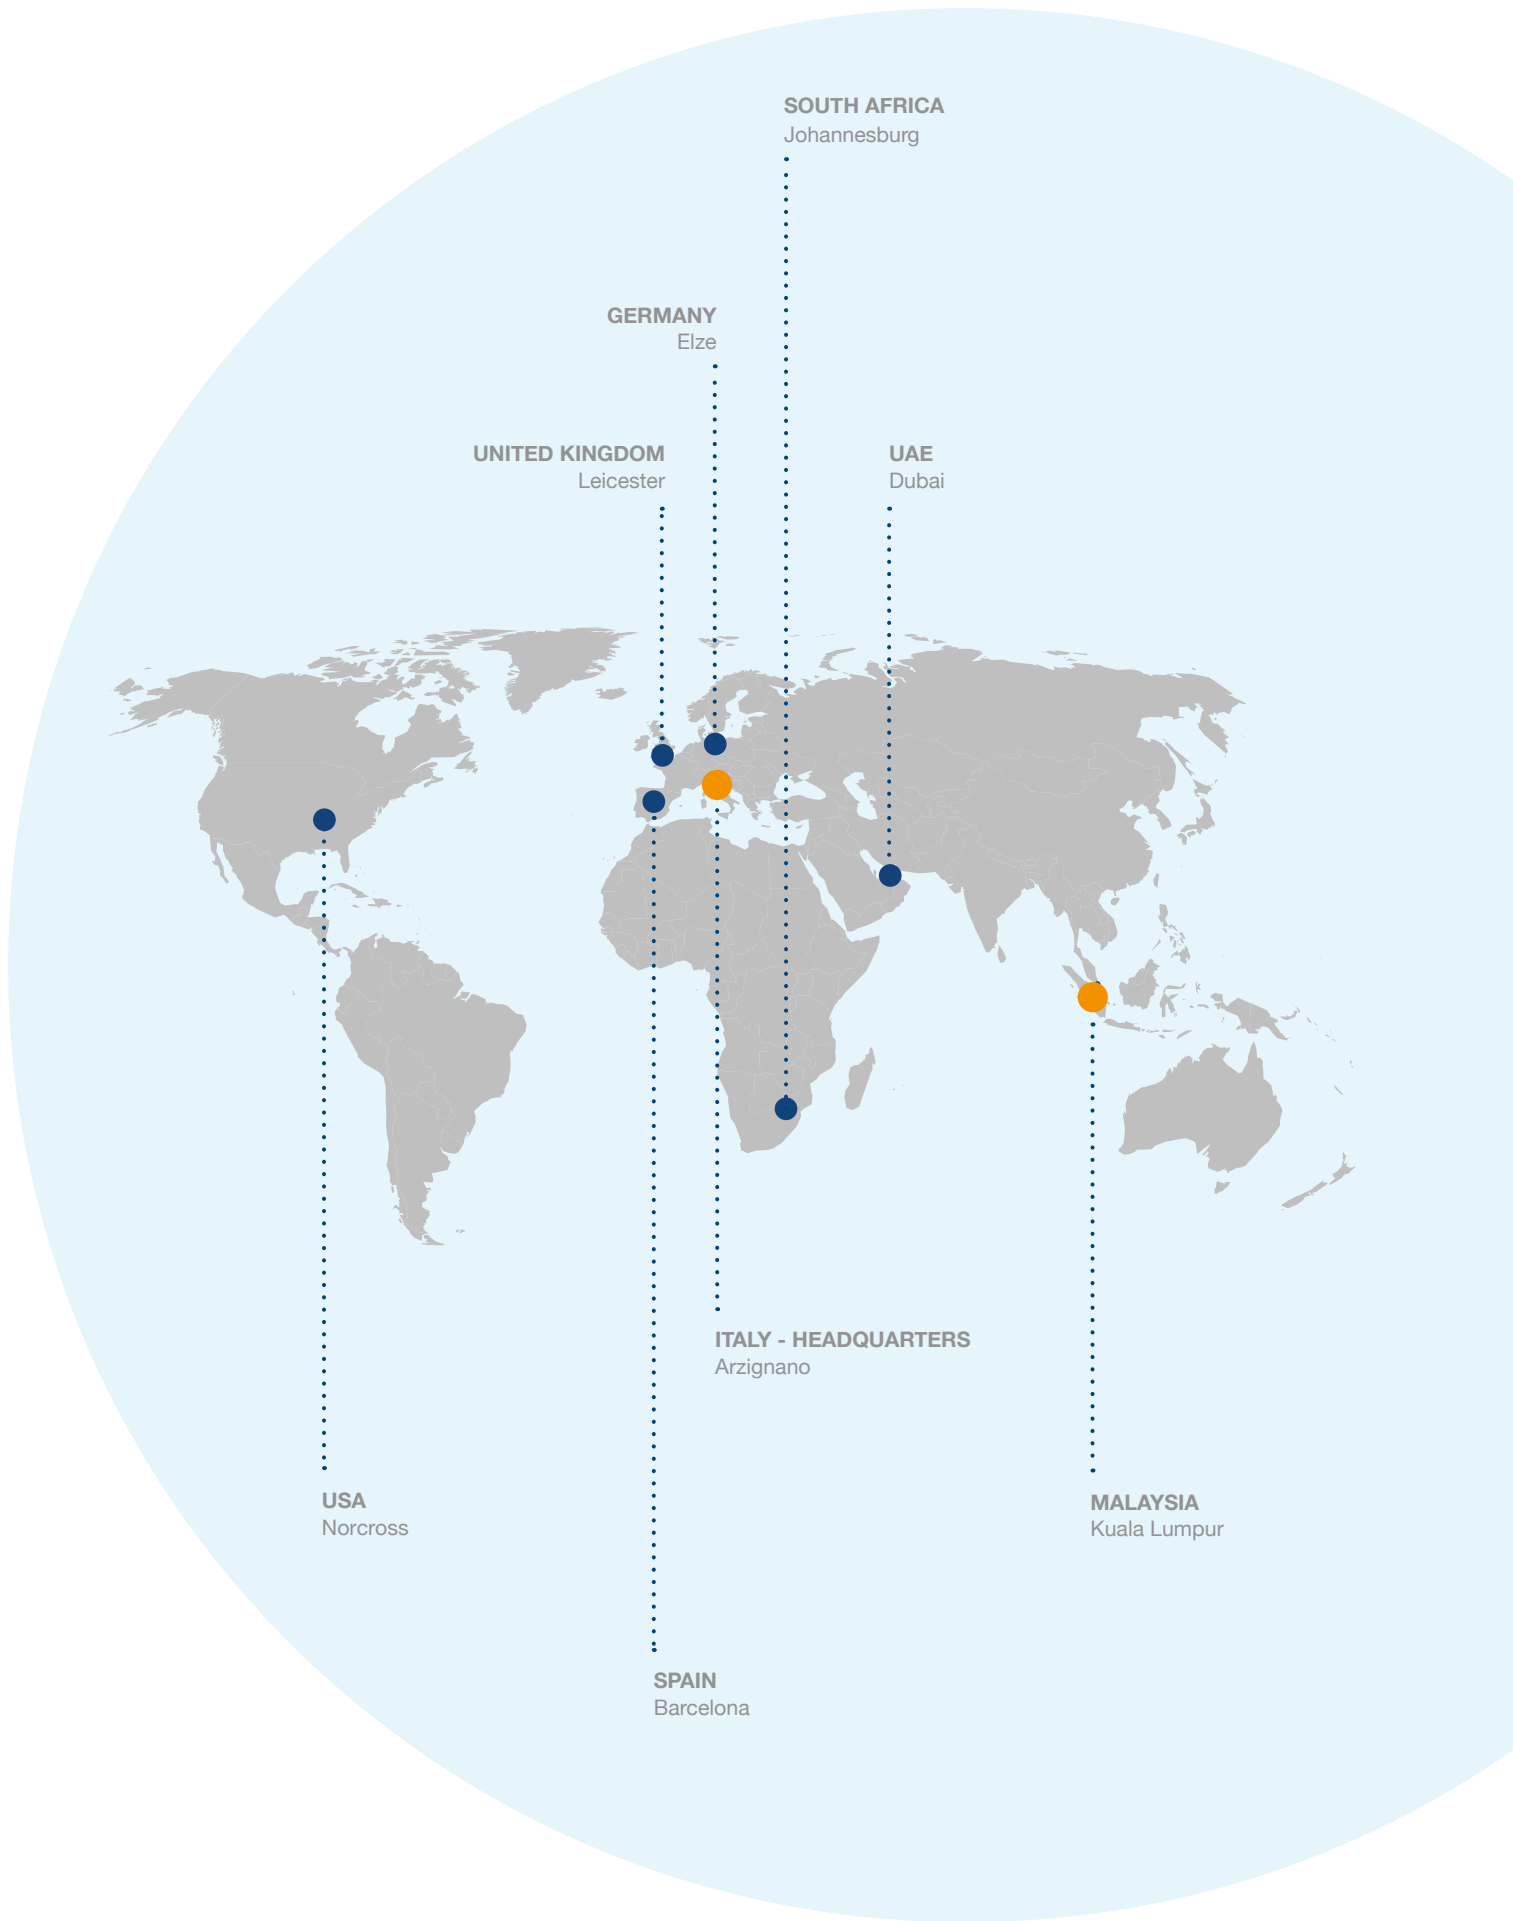 SOUTH AFRICA
Johannesburg
GERMANY
Elze
UNITED KINGDOM
Leicester
UAE
Dubai
ITALY - HEADQUARTERS
Arzignano
USA
Norcross
MALAYSIA
Kuala Lumpur
SPAIN
Barcelona